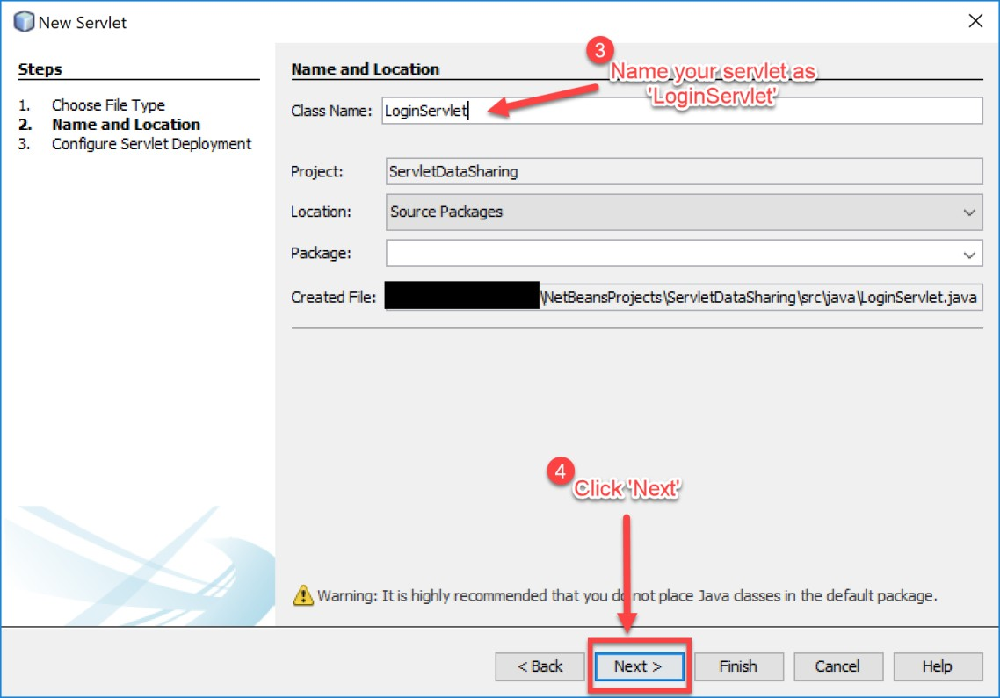 New Servlet
Steps
1. Choose File Type
2. Name and Location
3. Configure Servlet Deployment
Name and Location
3
Name your servlet as
'LoginServlet'
Class Name: LoginServlet
Project: ServletDataSharing
Location: Source Packages
Package:
Created File: \NetBeansProjects\ServletDataSharing\src\java\LoginServlet.java
4
Click 'Next'
Warning: It is highly recommended that you do not place Java classes in the default package.
< Back Next > Finish Cancel Help